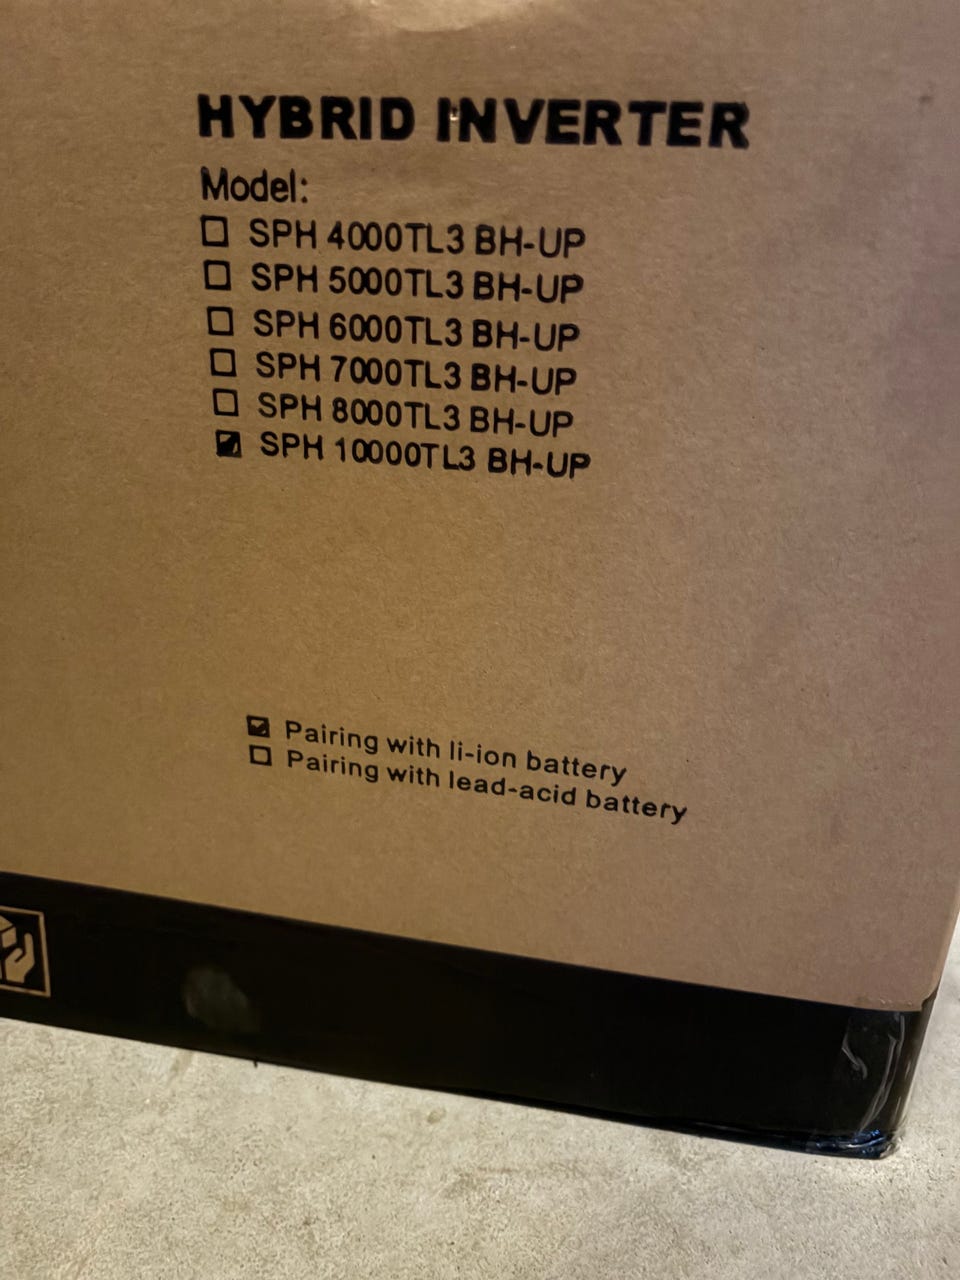 HYBRID INVERTER
Model:
☐ SPH 4000TL3 BH-UP
☐ SPH 5000TL3 BH-UP
☐ SPH 6000TL3 BH-UP
☐ SPH 7000TL3 BH-UP
☐ SPH 8000TL3 BH-UP
☑ SPH 10000TL3 BH-UP
☑ Pairing with li-ion battery
☐ Pairing with lead-acid battery